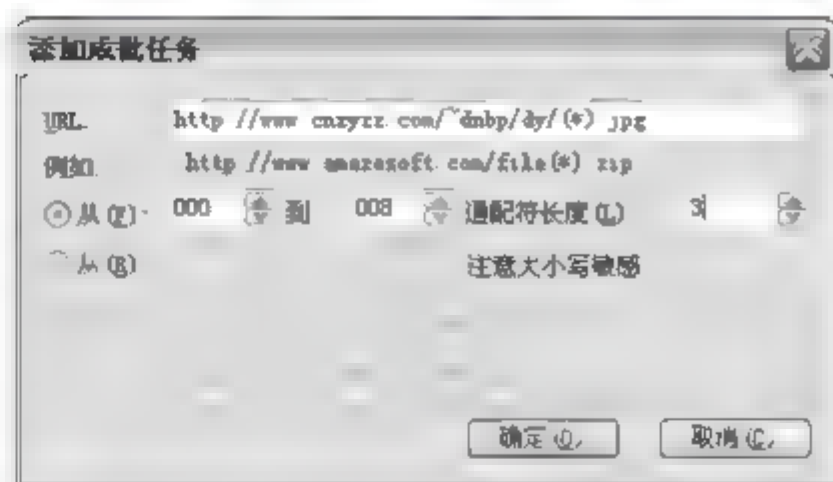 添加成批任务
URL: http://www.cnzyzz.com/~dnbp/dy/(*).jpg
例如: http://www.amazesoft.com/file(*).zip
从(F): 000 到 008 通配符长度(L) 3
从(R) 注意大小写敏感
确定(O) 取消(C)